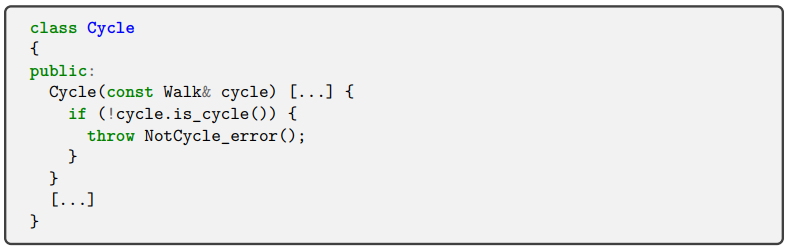 class Cycle
{
public:
  Cycle(const Walk& cycle) [...] {
    if (!cycle.is_cycle()) {
      throw NotCycle_error();
    }
  }
  [...]
}